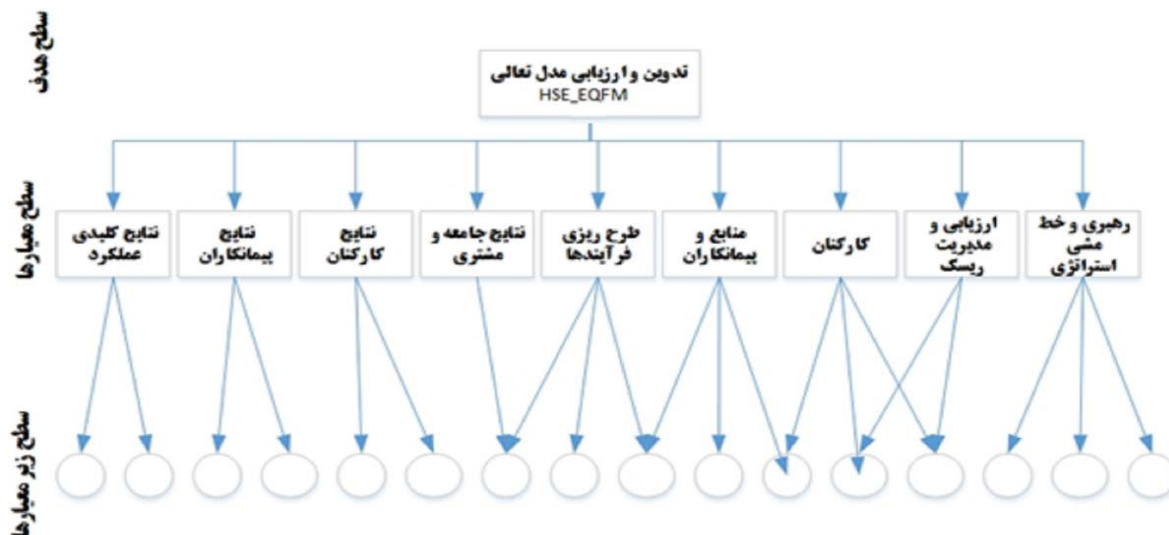 سطح هدف
تدوین و ارزیابی مدل تعالی
HSE_EQFM
سطح معیارها
رهبری و خط
مشی
استراتژی
ارزیابی و
مدیریت
ریسک
کارکنان
منابع و
پیمانکاران
طرح ریزی
فرآیندها
نتایج جامعه و
مشتری
نتایج
کارکنان
نتایج
پیمانکاران
نتایج کلیدی
عملکرد
سطح زیر معیارها